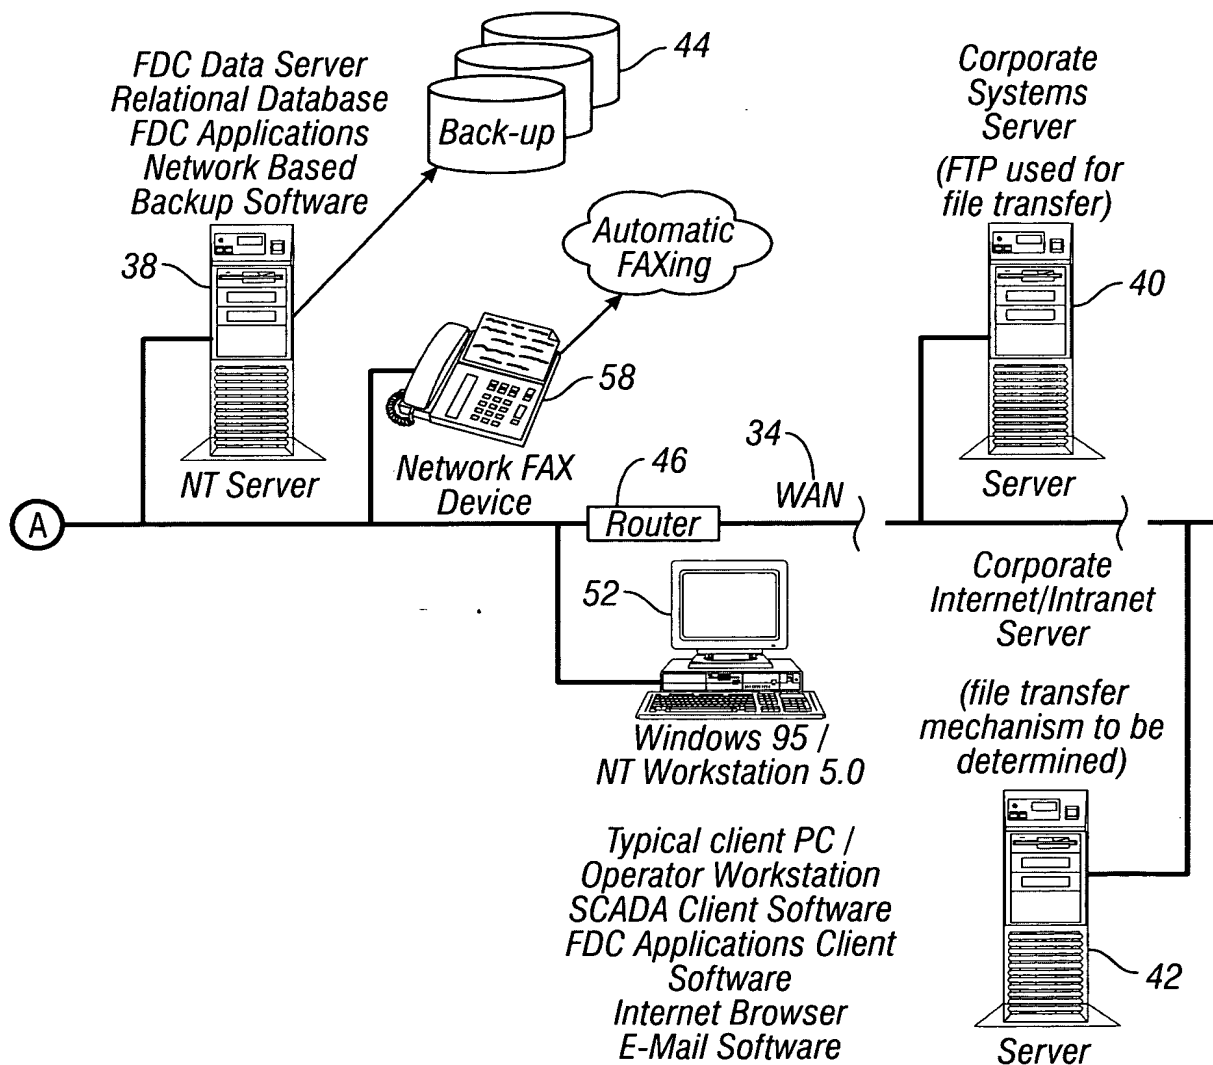 FDC Data Server
Relational Database
FDC Applications
Network Based
Backup Software
38
NT Server
Back-up
44
Automatic
FAXing
58
Network FAX
Device
Corporate
Systems
Server
(FTP used for
file transfer)
40
Server
A
46
Router
34
WAN
52
Windows 95 /
NT Workstation 5.0
Typical client PC /
Operator Workstation
SCADA Client Software
FDC Applications Client
Software
Internet Browser
E-Mail Software
Corporate
Internet/Intranet
Server
(file transfer
mechanism to be
determined)
42
Server